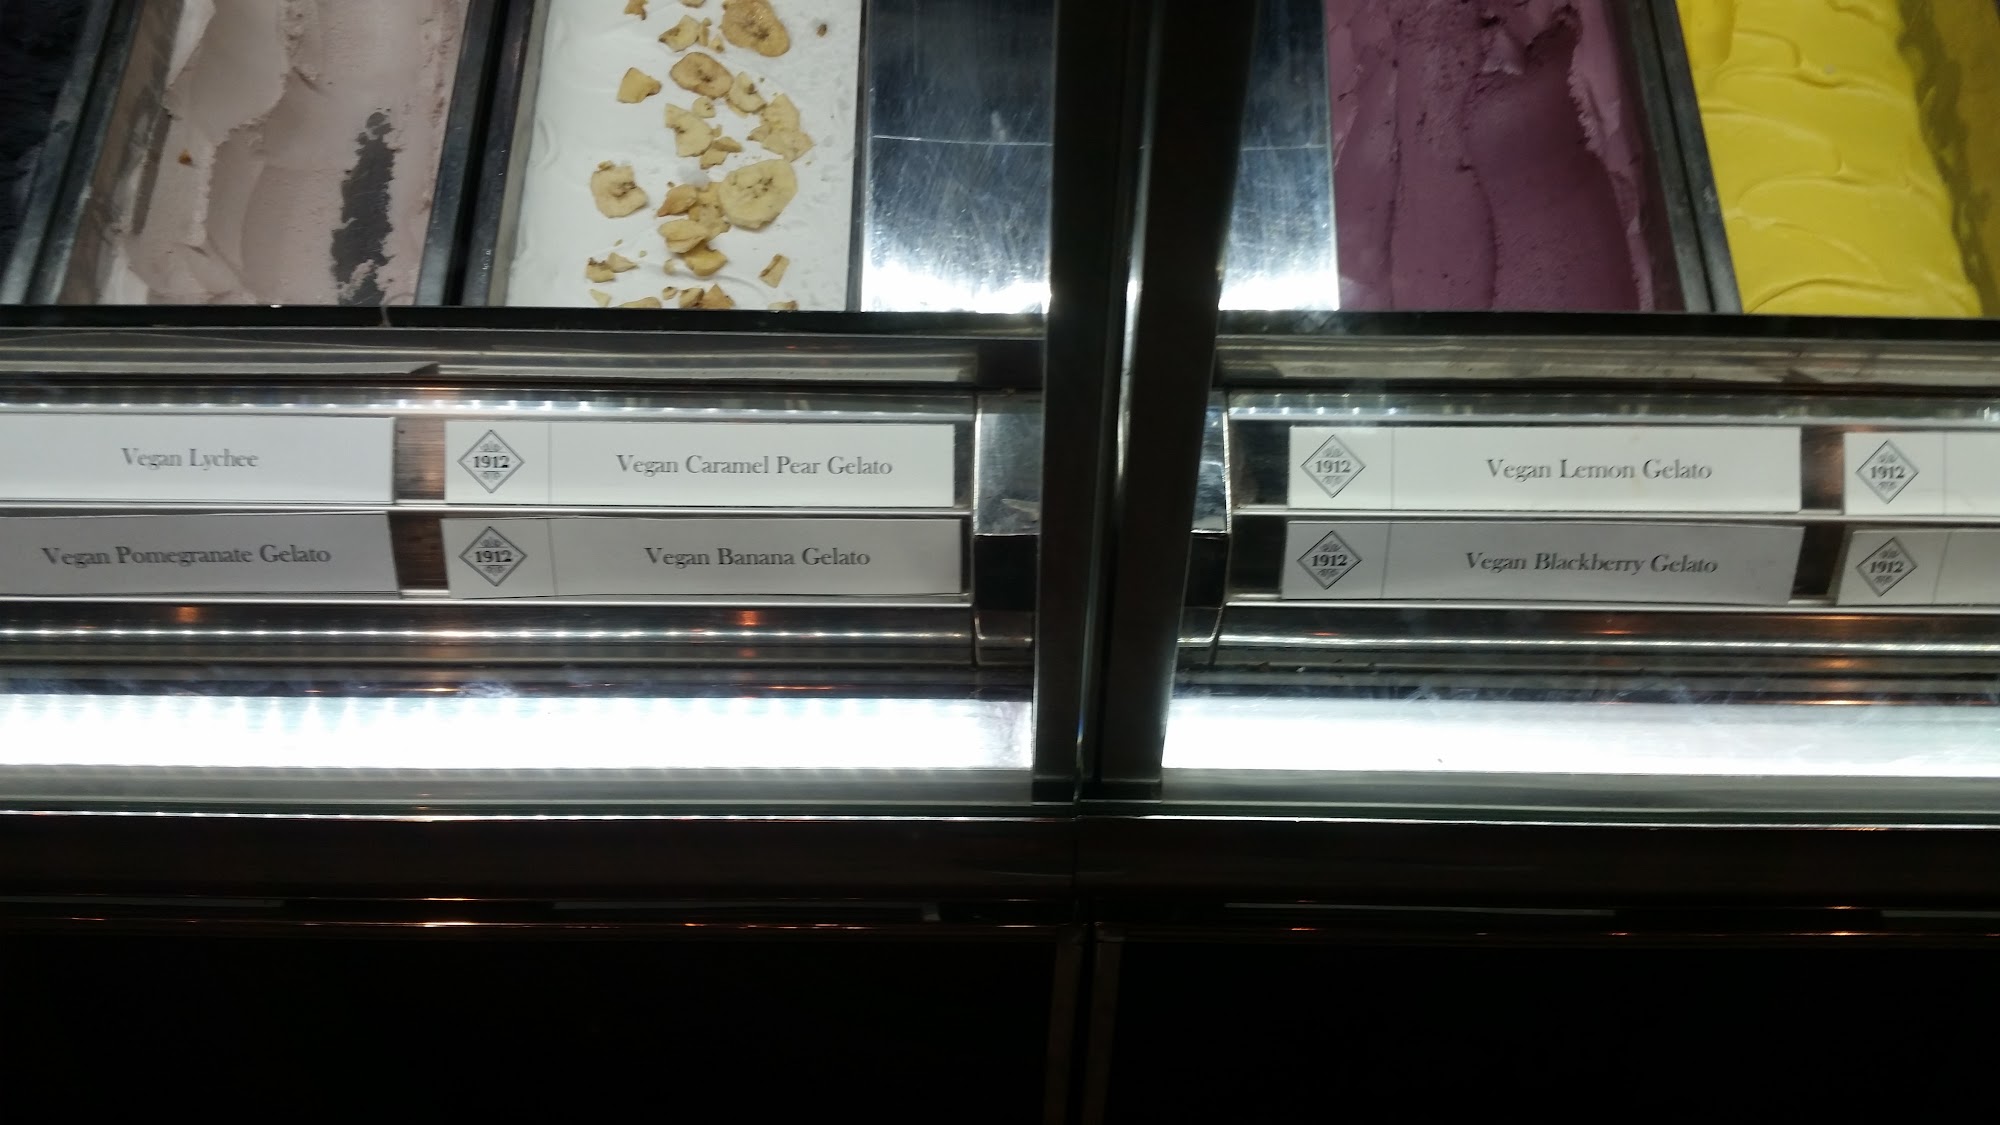 Vegan Lychee
1912
Vegan Caramel Pear Gelato
1912
Vegan Lemon Gelato
1912
Vegan Pomegranate Gelato
1912
Vegan Banana Gelato
1912
Vegan Blackberry Gelato
1912